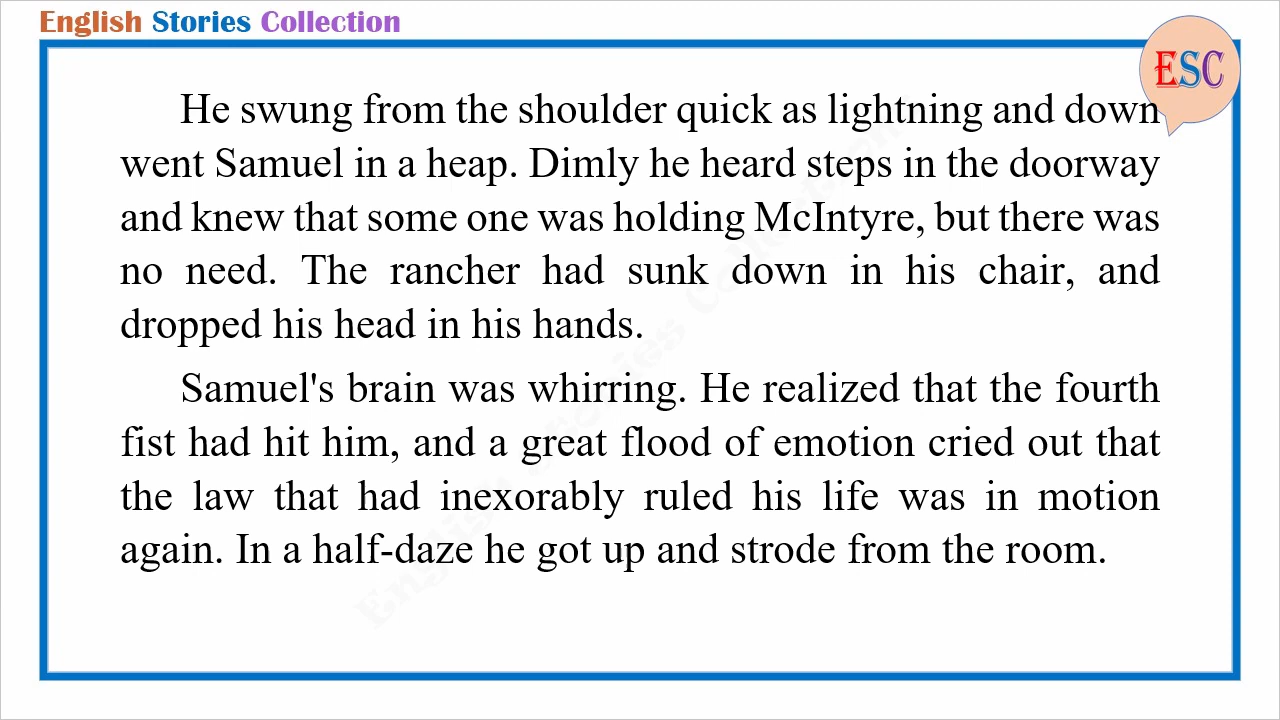 English Stories Collection
ESC
He swung from the shoulder quick as lightning and down
went Samuel in a heap. Dimly he heard steps in the doorway
and knew that some one was holding McIntyre, but there was
no need. The rancher had sunk down in his chair, and
dropped his head in his hands.
Samuel's brain was whirring. He realized that the fourth
fist had hit him, and a great flood of emotion cried out that
the law that had inexorably ruled his life was in motion
again. In a half-daze he got up and strode from the room.
English Stories Collection